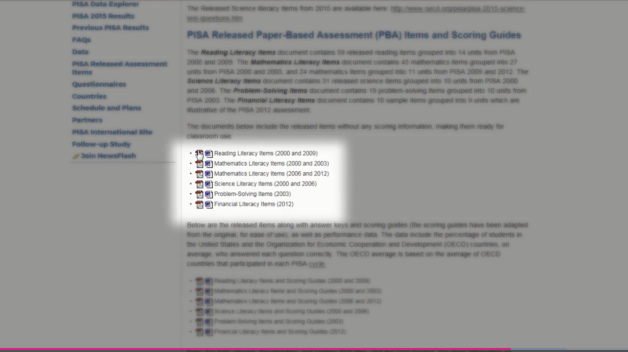 PISA Data Explorer
PISA 2015 Results
Previous PISA Results
FAQs
Data
PISA Released Assessment
Items
Questionnaires
Countries
Schedule and Plans
Partners
PISA International Site
Follow-up Study
Join NewsFlash
The Released Science literacy items from 2015 are available here: http://www.oecd.org/pisa/pisa-2015-science-
test-questions.htm
PISA Released Paper-Based Assessment (PBA) Items and Scoring Guides
The Reading Literacy Items document contains 59 released reading items grouped into 14 units from PISA
2000 and 2009. The Mathematics Literacy Items document contains 43 mathematics items grouped into 27
units from PISA 2000 and 2003, and 24 mathematics items grouped into 11 units from PISA 2009 and 2012. The
Science Literacy Items document contains 31 released science items grouped into 10 units from PISA 2000
and 2006. The Problem-Solving Items document contains 19 problem-solving items grouped into 10 units from
PISA 2003. The Financial Literacy Items document contains 10 sample items grouped into 9 units which are
illustrative of the PISA 2012 assessment.
The documents below include the released items without any scoring information, making them ready for
classroom use:
Reading Literacy Items (2000 and 2009)
Mathematics Literacy Items (2000 and 2003)
Mathematics Literacy Items (2006 and 2012)
Science Literacy Items (2000 and 2006)
Problem-Solving Items (2003)
Financial Literacy Items (2012)
Below are the released items along with answer keys and scoring guides (the scoring guides have been adapted
from the original, for ease of use), as well as performance data. The data include the percentage of students in
the United States and the Organization for Economic Cooperation and Development (OECD) countries, on
average, who answered each question correctly. The OECD average is based on the average of OECD
countries that participated in each PISA cycle.
Reading Literacy Items and Scoring Guides (2000 and 2009)
Mathematics Literacy Items and Scoring Guides (2000 and 2003)
Mathematics Literacy Items and Scoring Guides (2006 and 2012)
Science Literacy Items and Scoring Guides (2000 and 2006)
Problem-Solving Items and Scoring Guides (2003)
Financial Literacy Items and Scoring Guides (2012)